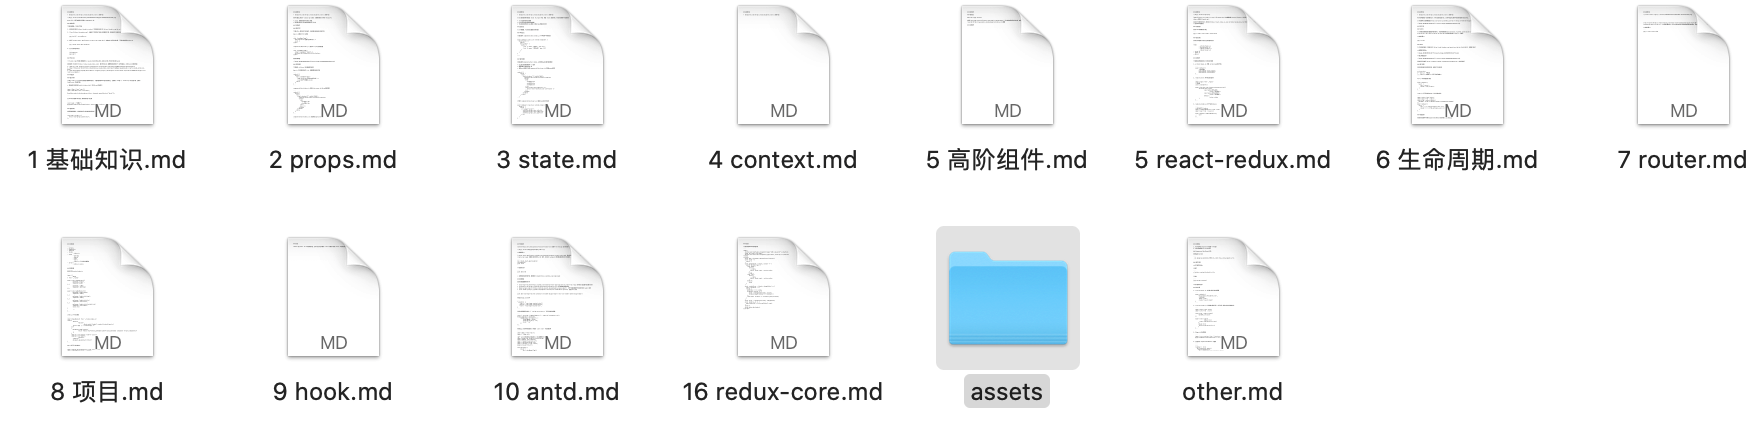 MD
MD
MD
MD
MD
MD
MD
MD
1 基础知识.md
2 props.md
3 state.md
4 context.md
5 高阶组件.md
5 react-redux.md
6 生命周期.md
7 router.md
MD
MD
MD
MD
MD
8 项目.md
9 hook.md
10 antd.md
16 redux-core.md
assets
other.md